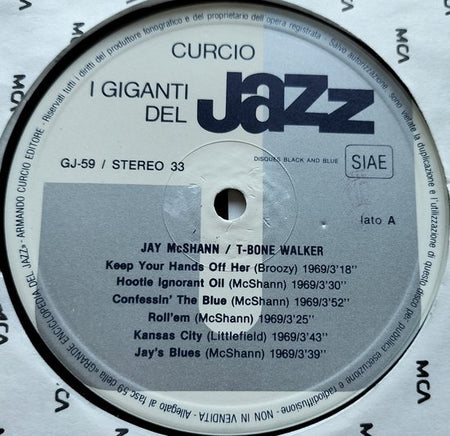 CURCIO
I GIGANTI
DEL
JAZZ
GJ-59 / STEREO 33
DISQUES BLACK AND BLUE
SIAE
lato A
JAY McSHANN / T-BONE WALKER
Keep Your Hands Off Her (Broozy) 1969/3'18"
Hootie Ignorant Oil (McShann) 1969/3'30"
Confessin' The Blue (McShann) 1969/3'52"
Roll'em (McShann) 1969/3'25"
Kansas City (Littlefield) 1969/3'43"
Jay's Blues (McShann) 1969/3'39"
Allegato al fasc. 59 della «GRANDE ENCICLOPEDIA DEL JAZZ» - ARMANDO CURCIO EDITORE - Riservati tutti i diritti del produttore fonografico e del proprietario dell'opera registrata - Salvo autorizzazione, sono vietate la duplicazione e l'utilizzazione di questo disco per pubblica esecuzione e radiodiffusione - NON IN VENDITA -
MCA
MCA
MCA
MCA
MCA